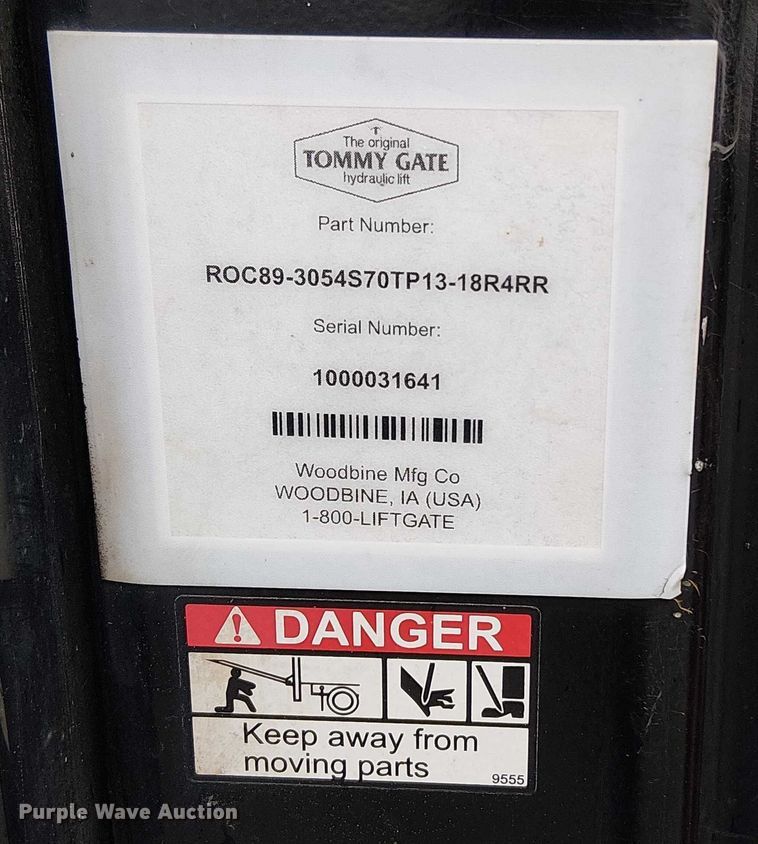 The original
TOMMY GATE
hydraulic lift
Part Number:
ROC89-3054S70TP13-18R4RR
Serial Number:
1000031641
Woodbine Mfg Co
WOODBINE, IA (USA)
1-800-LIFTGATE
DANGER
Keep away from
moving parts
9555
Purple Wave Auction